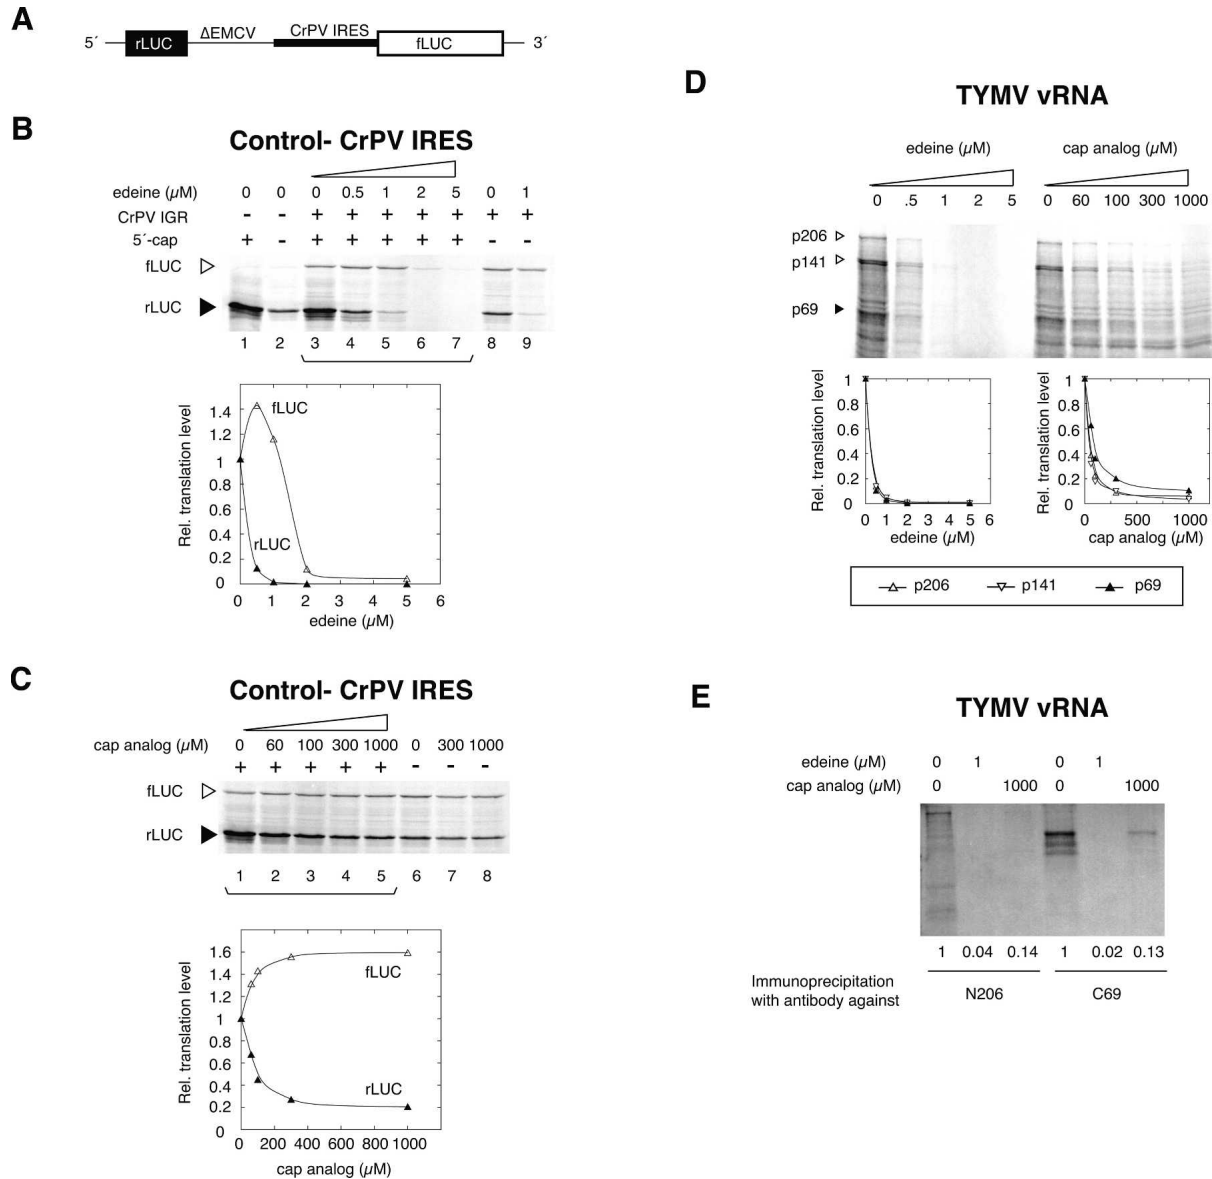 A
5´ rLUC ΔEMCV CrPV IRES fLUC 3´
B
Control- CrPV IRES
edeine (µM) 0 0 0 0.5 1 2 5 0 1
CrPV IGR - - + + + + + + +
5´-cap + - + + + + + - -
fLUC
rLUC
1 2 3 4 5 6 7 8 9
Rel. translation level
1.4
1.2
1
0.8
0.6
0.4
0.2
0
fLUC
rLUC
0 1 2 3 4 5 6
edeine (µM)
C
Control- CrPV IRES
cap analog (µM) 0 60 100 300 1000 0 300 1000
+ + + + + - - -
fLUC
rLUC
1 2 3 4 5 6 7 8
Rel. translation level
1.6
1.4
1.2
1
0.8
0.6
0.4
0.2
0
fLUC
rLUC
0 200 400 600 800 1000
cap analog (µM)
D
TYMV vRNA
edeine (µM) cap analog (µM)
0 .5 1 2 5 0 60 100 300 1000
p206
p141
p69
Rel. translation level
1
0.8
0.6
0.4
0.2
0
0 1 2 3 4 5 6
edeine (µM)
Rel. translation level
1
0.8
0.6
0.4
0.2
0
0 500 1000
cap analog (µM)
p206 p141 p69
E
TYMV vRNA
edeine (µM) 0 1 0 1
cap analog (µM) 0 1000 0 1000
1 0.04 0.14 1 0.02 0.13
Immunoprecipitation
with antibody against N206 C69